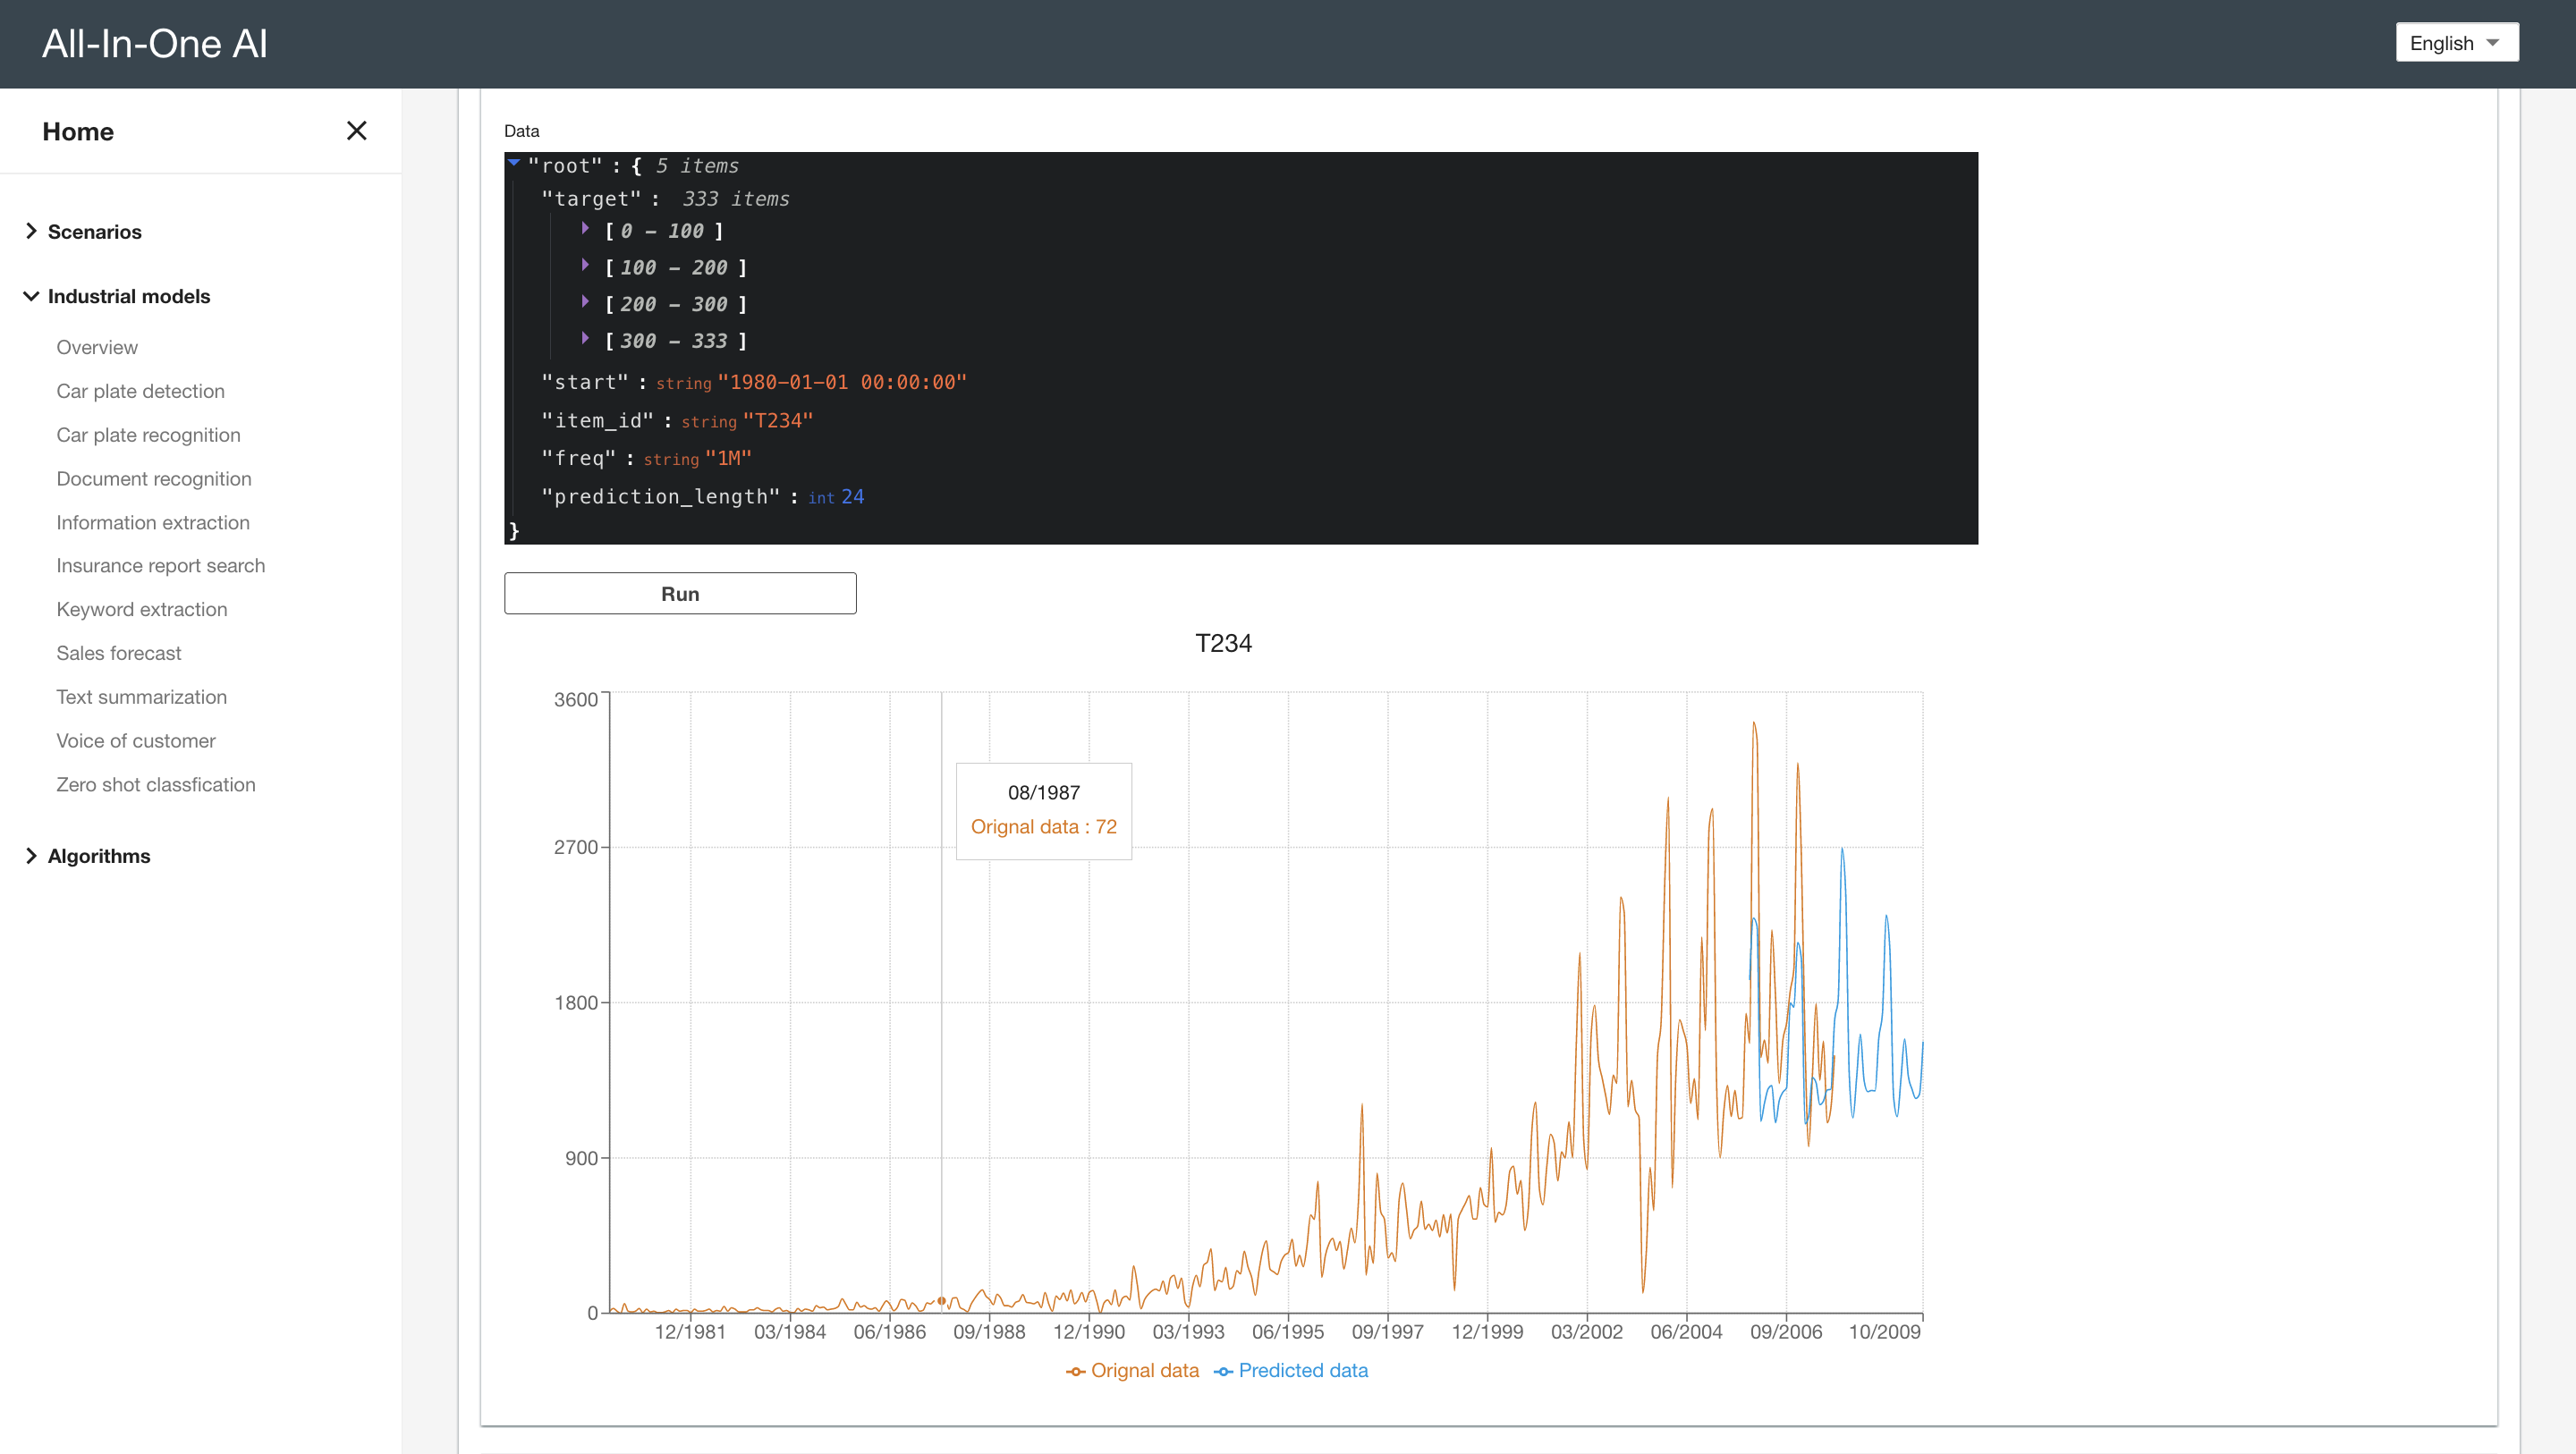 All-In-One AI
English
Home
Scenarios
Industrial models
Overview
Car plate detection
Car plate recognition
Document recognition
Information extraction
Insurance report search
Keyword extraction
Sales forecast
Text summarization
Voice of customer
Zero shot classfication
Algorithms
Data
"root" : { 5 items
"target" : 333 items
[ 0 – 100 ]
[ 100 – 200 ]
[ 200 – 300 ]
[ 300 – 333 ]
"start" : string "1980-01-01 00:00:00"
"item_id" : string "T234"
"freq" : string "1M"
"prediction_length" : int 24
}
Run
T234
3600
2700
1800
900
0
08/1987
Orignal data : 72
12/1981 03/1984 06/1986 09/1988 12/1990 03/1993 06/1995 09/1997 12/1999 03/2002 06/2004 09/2006 10/2009
Orignal data Predicted data